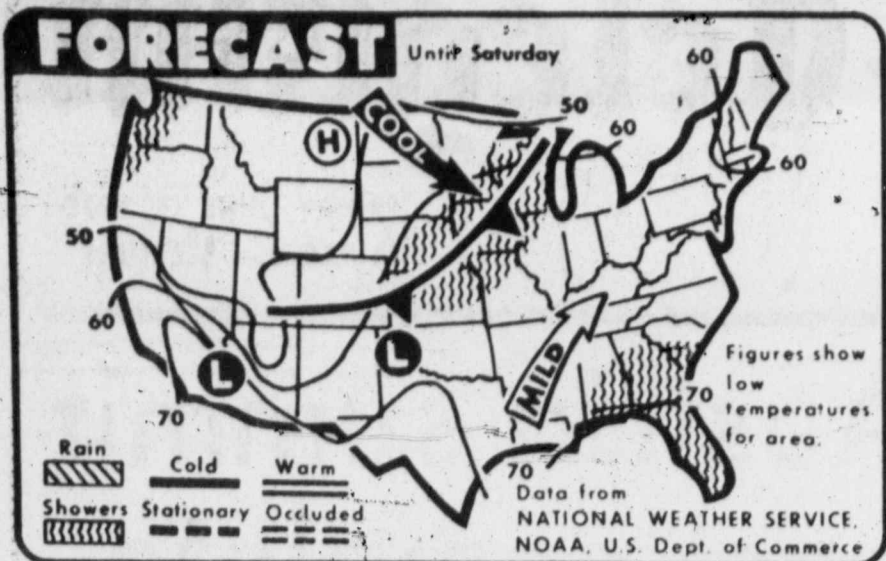 FORECAST Until Saturday
60
50
60
60
H
COOL
50
60
L
L
MILD
70
70
70
Figures show
low
temperatures
for area.
Rain
Cold
Warm
Showers
Stationary
Occluded
Data from
NATIONAL WEATHER SERVICE,
NOAA, U.S. Dept. of Commerce